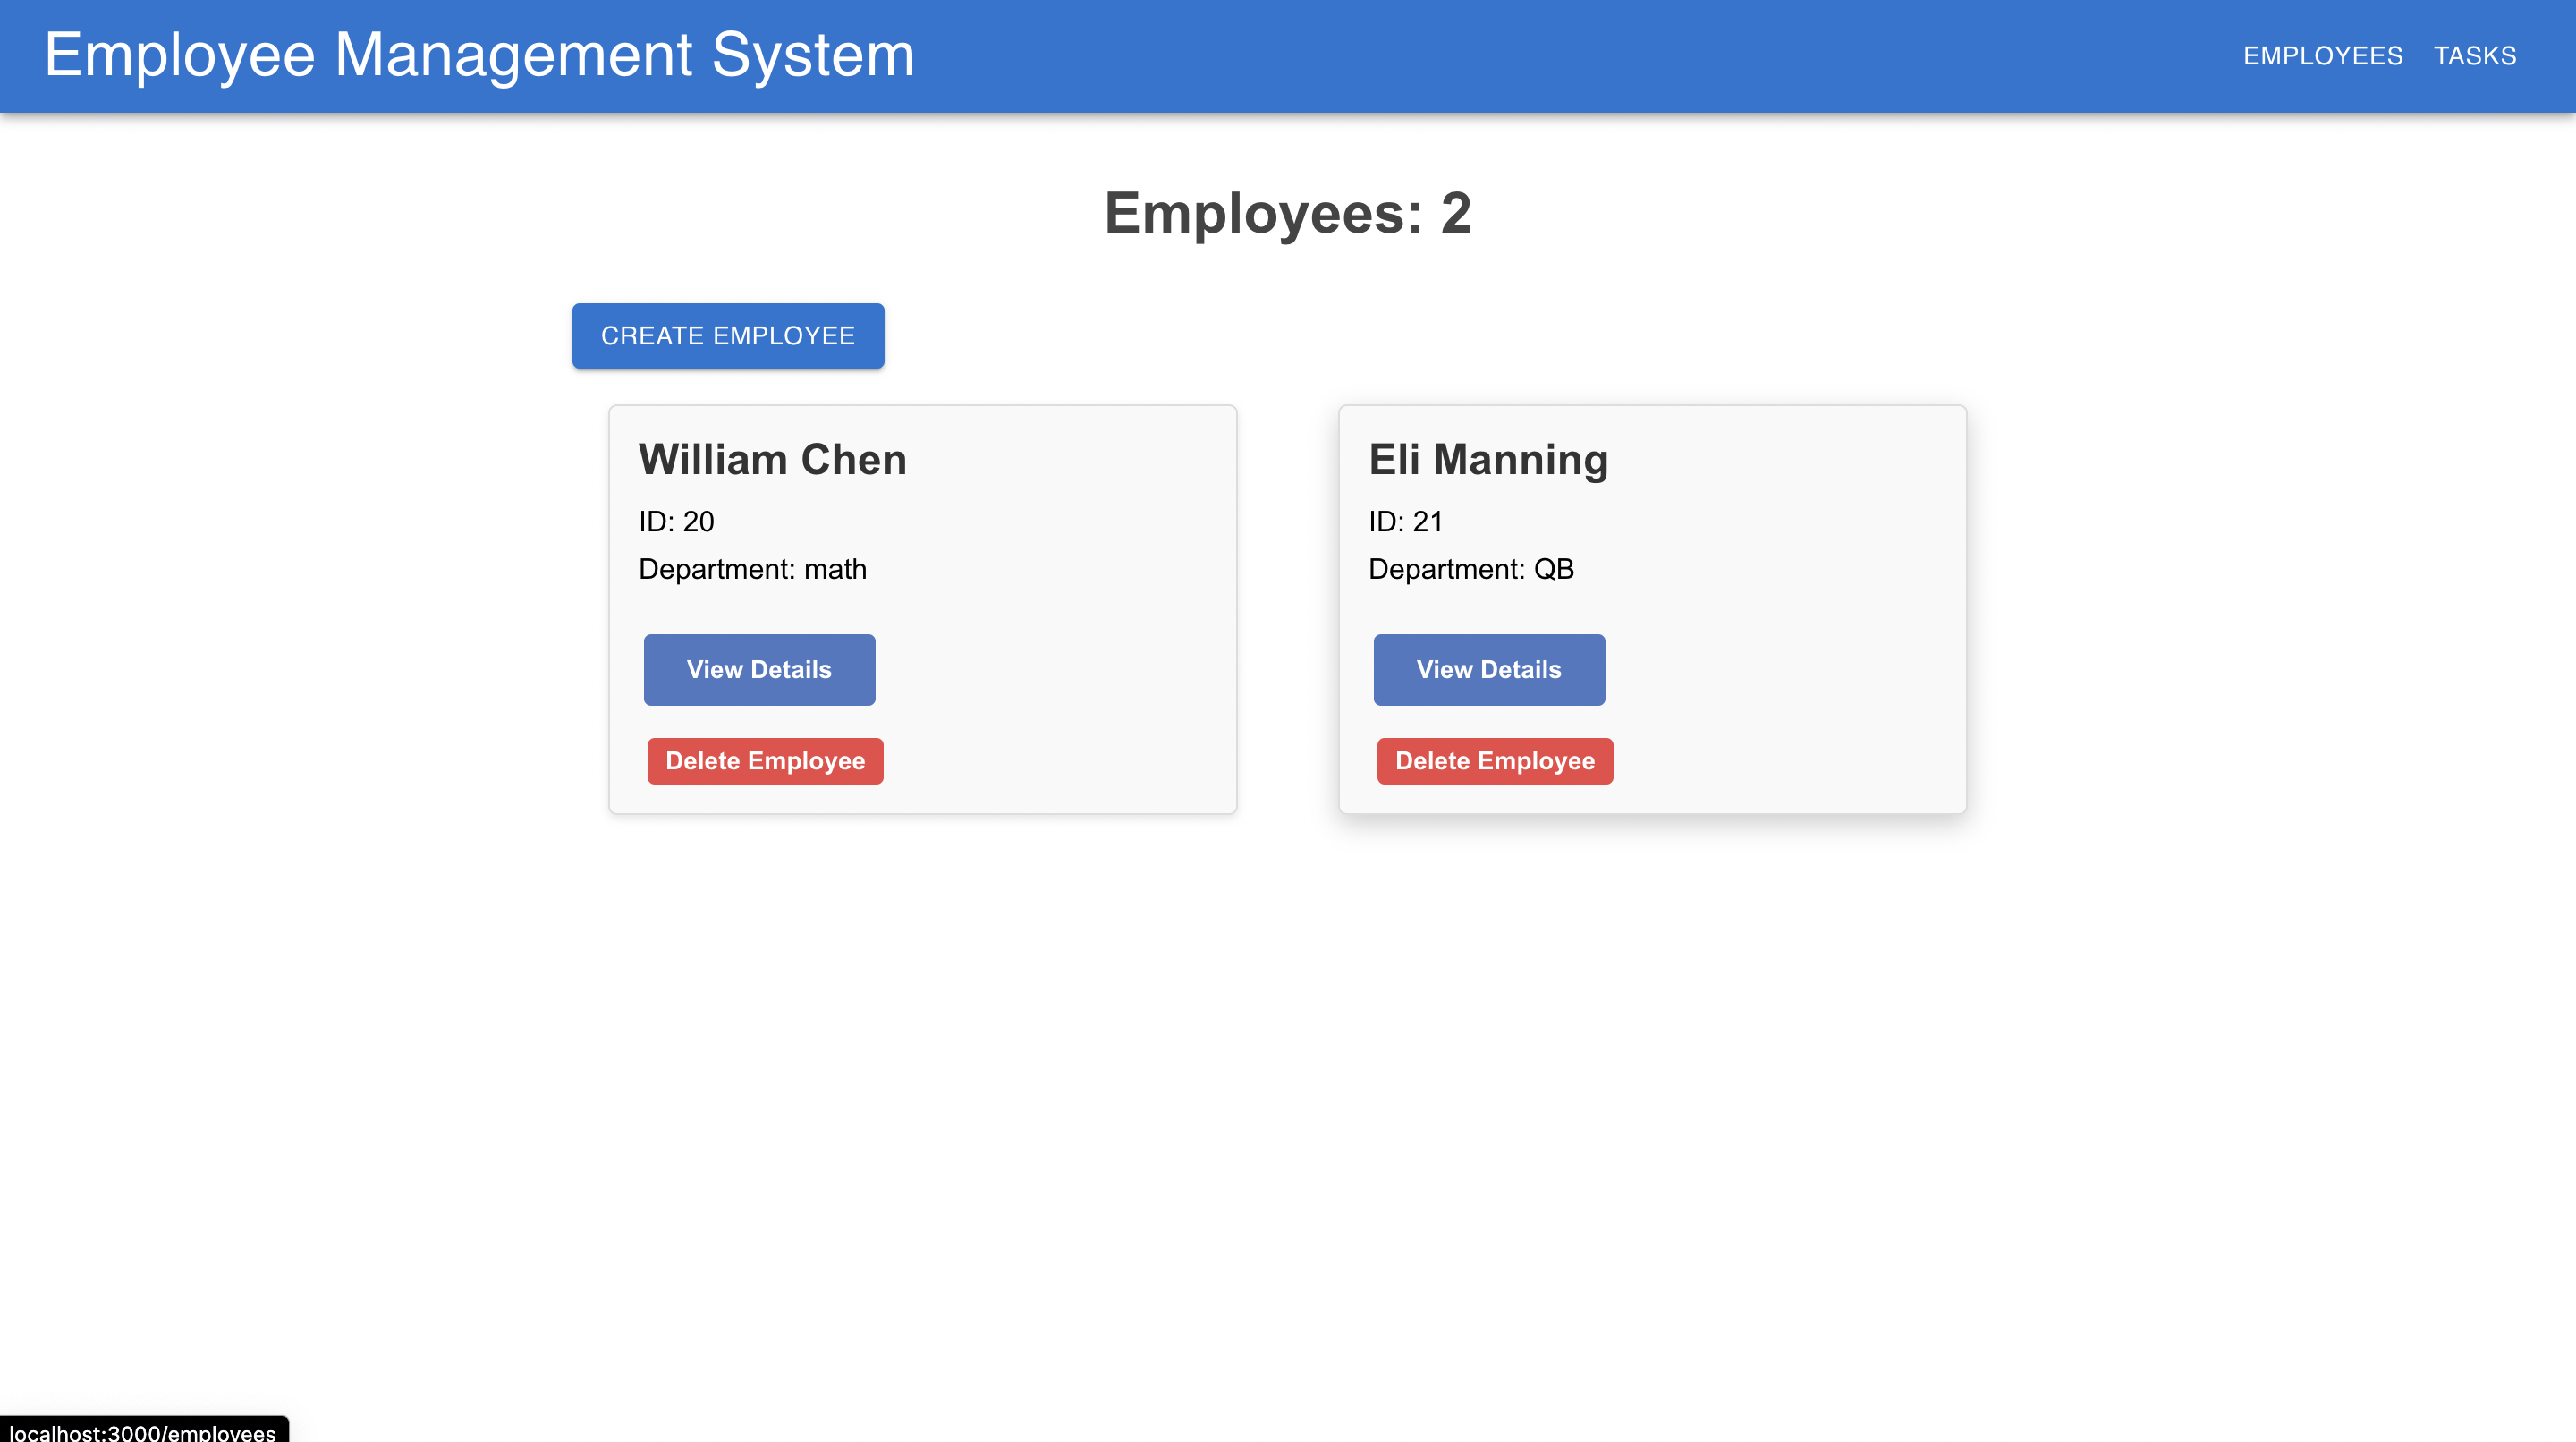 Employee Management System
EMPLOYEES TASKS
Employees: 2
CREATE EMPLOYEE
William Chen
ID: 20
Department: math
View Details
Delete Employee
Eli Manning
ID: 21
Department: QB
View Details
Delete Employee
localhost:3000/employees